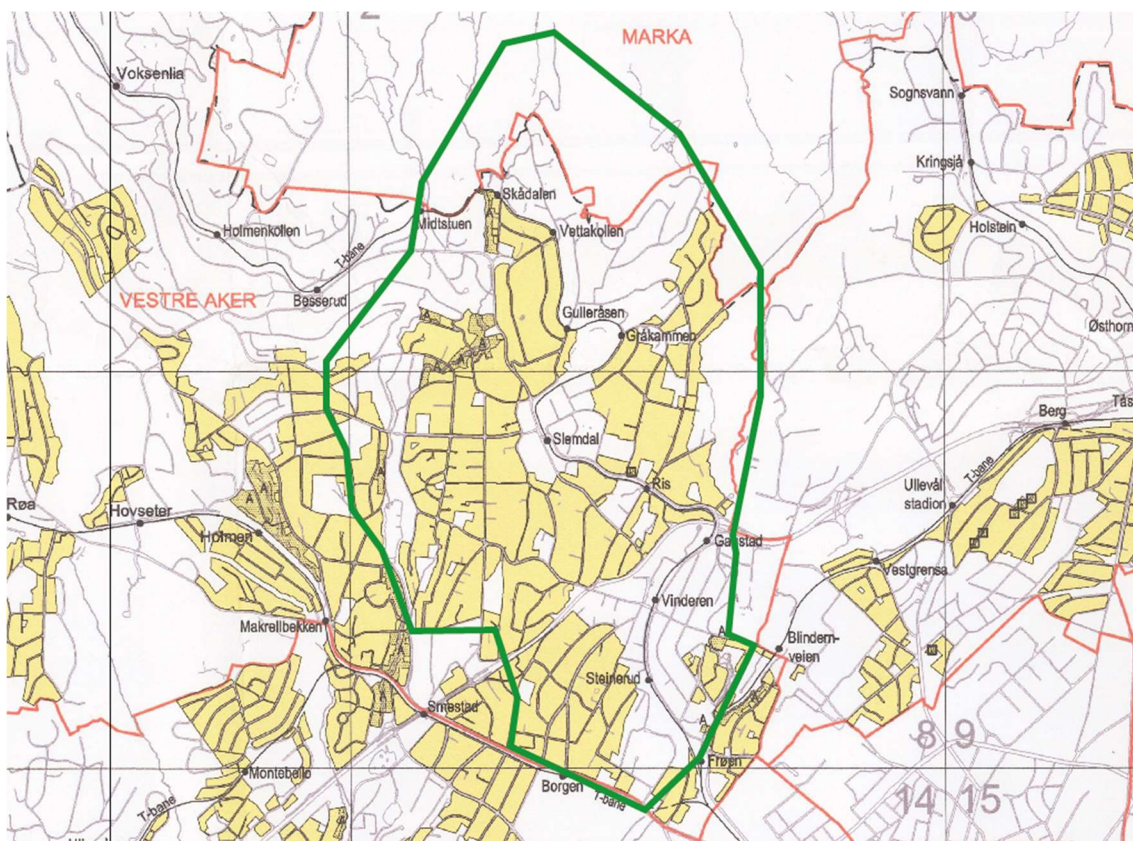 2
MARKA
Voksenlia
Sognsvann
Kringsjå
Skådalen
Midtstuen
Holstein
Holmenkollen
Vettakollen
T-bane
Besserud
VESTRE AKER
Gulleråsen
Gråkammen
Østhorn
A
A
A
A
Berg
Tås
Slemdal
A
T-bane
Røa
Hovseter
A
A
Ris
Ullevål
stadion
Holmen
Gaustad
Vestgrensa
Vinderen
Makrellbekken
A
Blindern-
veien
Steinerud
A
A
Smestad
A
8 9
Montebello
Borgen
Frøen
T-bane
14 15
T-bane